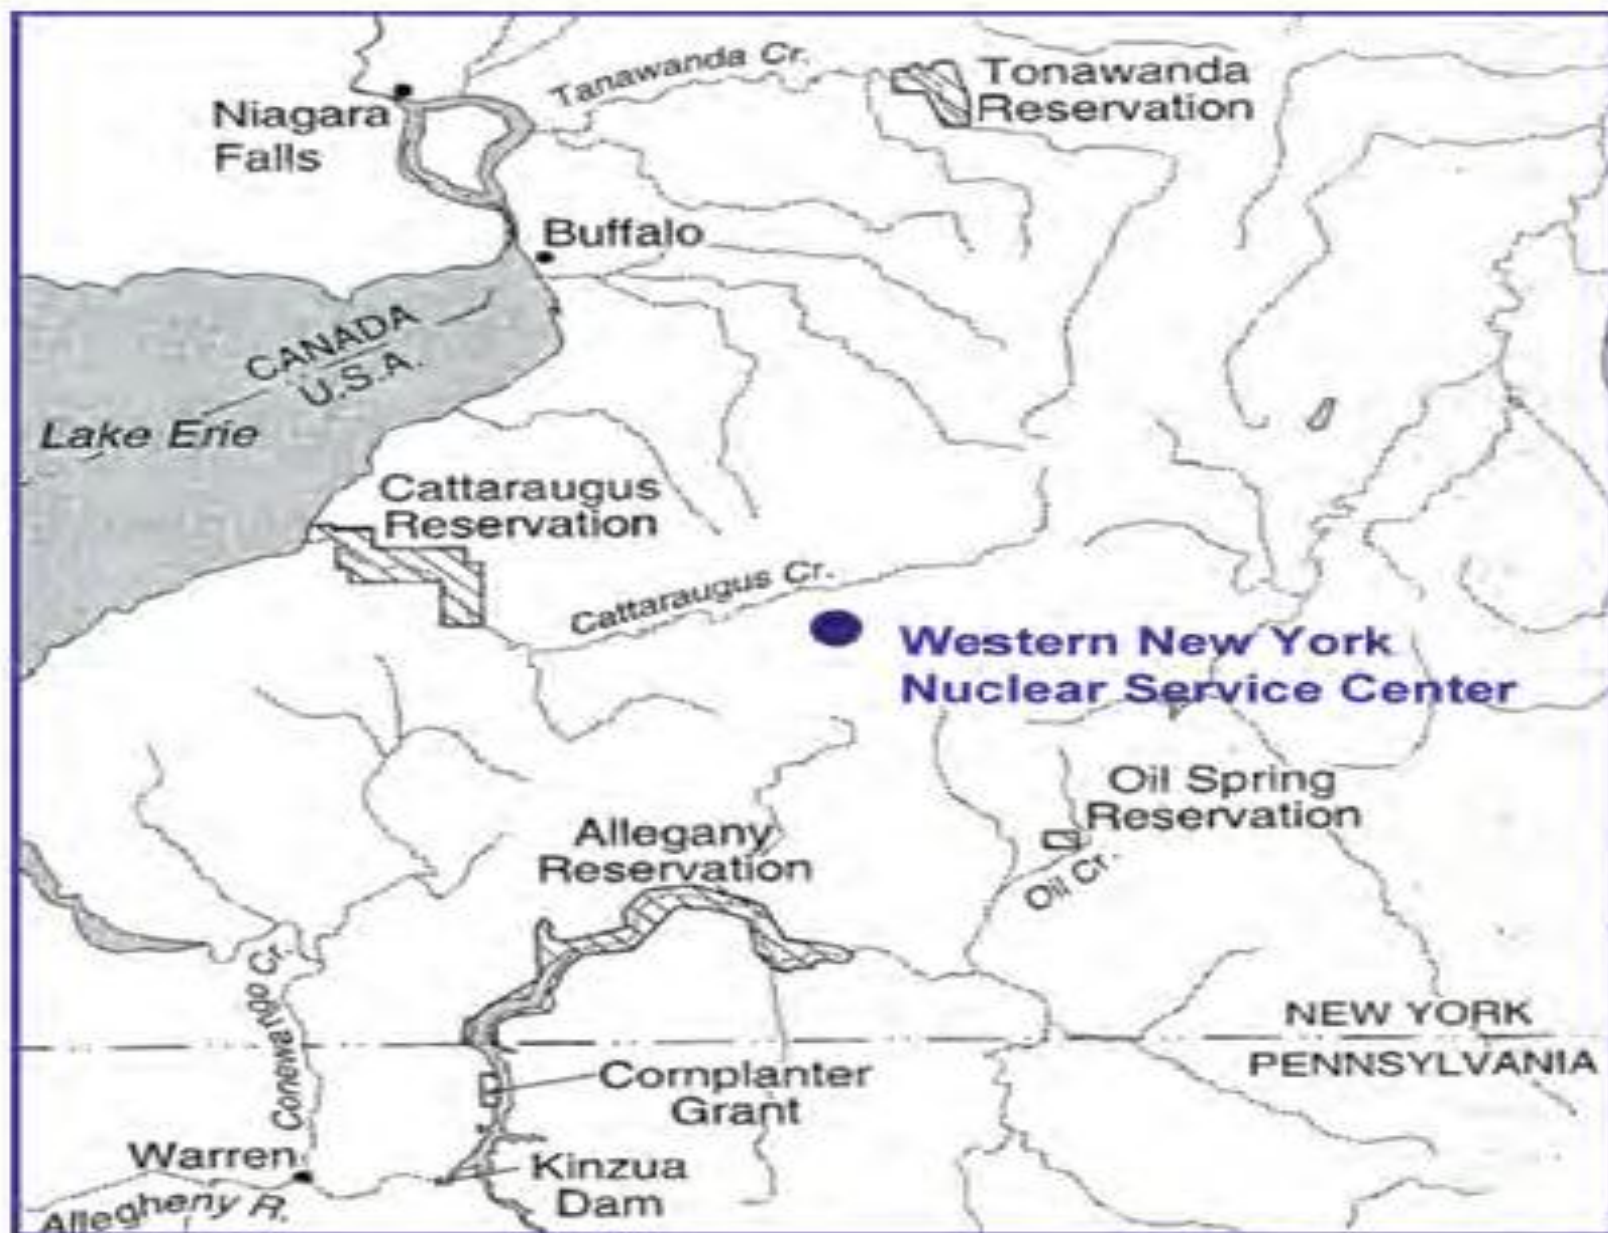 Tanawanda Cr.
Tonawanda
Reservation
Niagara
Falls
Buffalo
CANADA
U.S.A.
Lake Erie
Cattaraugus
Reservation
Cattaraugus Cr.
Western New York
Nuclear Service Center
Oil Spring
Reservation
Allegany
Reservation
Oil Cr.
Conewango Cr.
NEW YORK
PENNSYLVANIA
Cornplanter
Grant
Warren
Kinzua
Dam
Allegheny R.